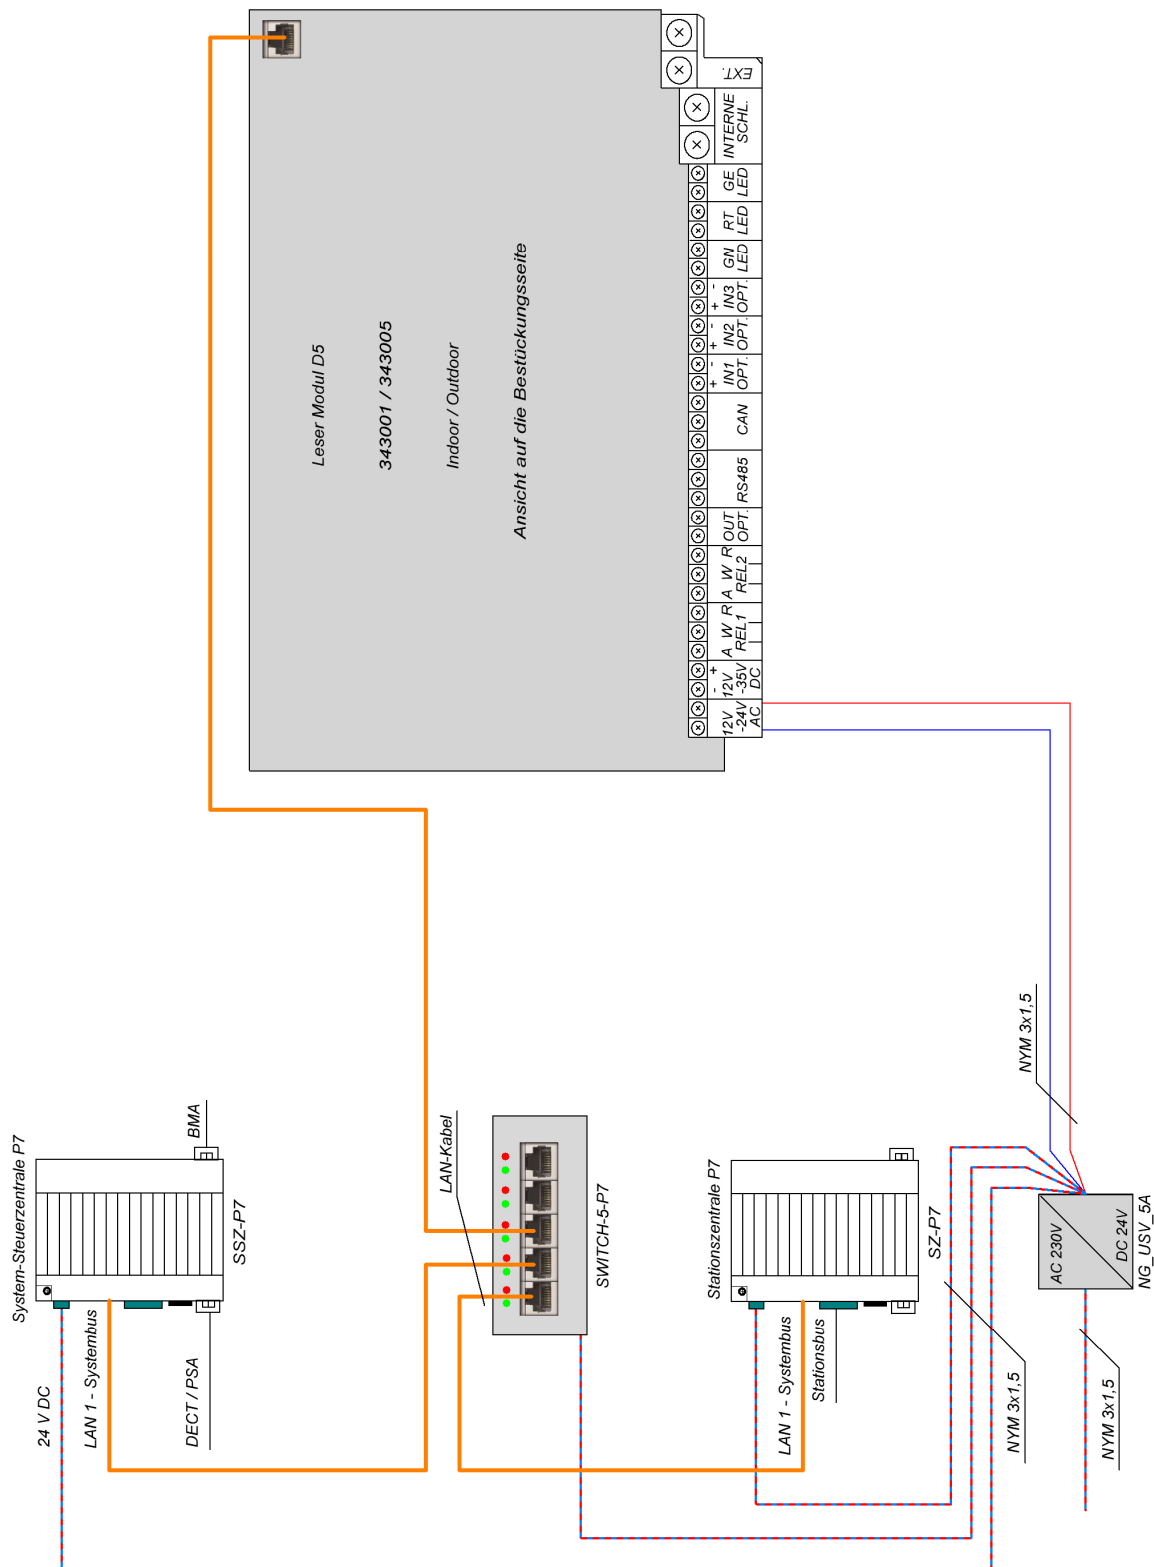 Leser Modul D5
343001 / 343005
Indoor / Outdoor
Ansicht auf die Bestückungsseite
EXT.
INTERNE
SCHL.
GE
LED
RT
LED
GN
LED
+ -
IN3
OPT.
+ -
IN2
OPT.
+ -
IN1
OPT.
CAN
RS485
OUT
OPT.
A W R
REL2
A W R
REL1
- +
12V
-35V
DC
12V
-24V
AC
System-Steuerzentrale P7
BMA
SSZ-P7
24 V DC
LAN 1 - Systembus
DECT / PSA
LAN-Kabel
SWITCH-5-P7
Stationszentrale P7
SZ-P7
LAN 1 - Systembus
Stationsbus
NYM 3x1,5
AC 230V
DC 24V
NG_USV_5A
NYM 3x1,5
NYM 3x1,5